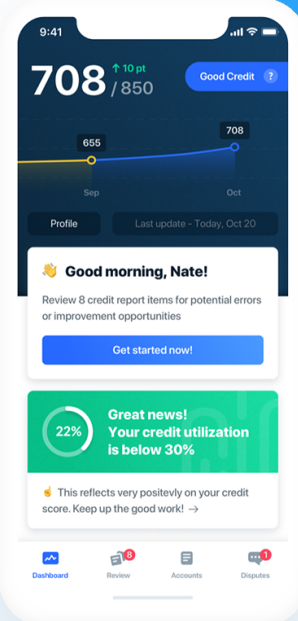 9:41
708
↑ 10 pt
/ 850
Good Credit ?
708
655
Sep
Oct
Profile
Last update - Today, Oct 20
👋 Good morning, Nate!
Review 8 credit report items for potential errors
or improvement opportunities
Get started now!
22%
Great news!
Your credit utilization
is below 30%
☝ This reflects very positevly on your credit
score. Keep up the good work! →
8
1
Dashboard
Review
Accounts
Disputes